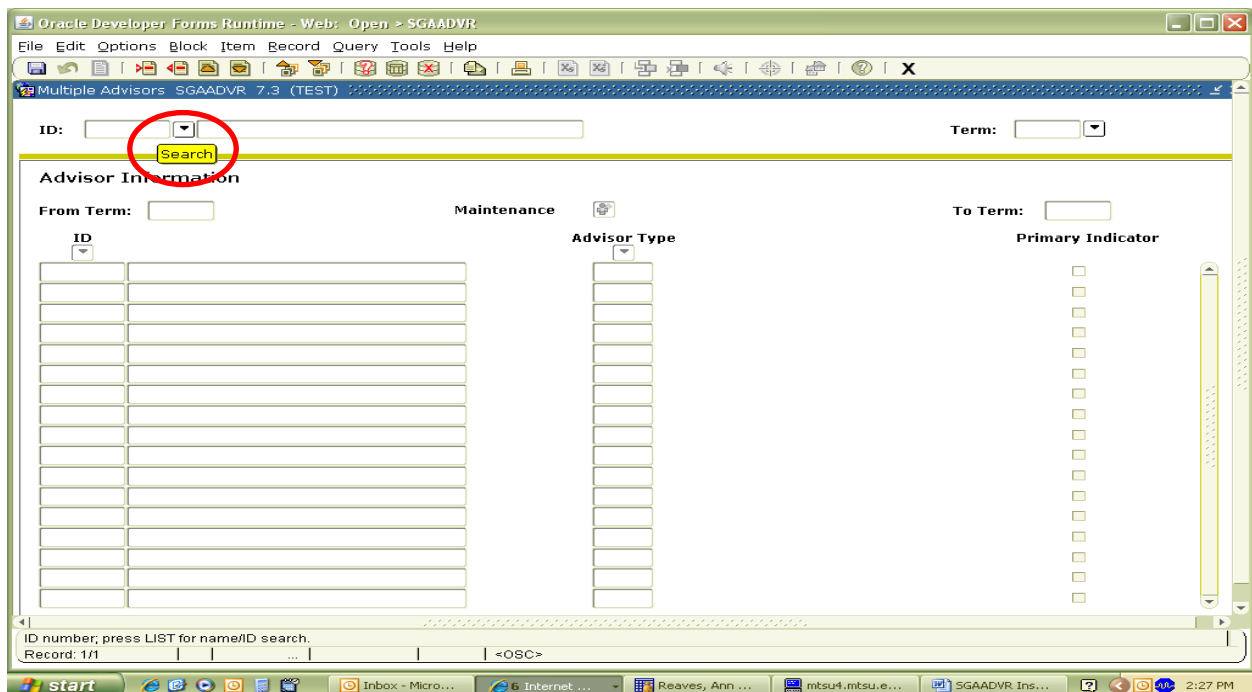 Oracle Developer Forms Runtime - Web: Open > SGAADVR
File Edit Options Block Item Record Query Tools Help
Multiple Advisors SGAADVR 7.3 (TEST)
ID: Term:
Search
Advisor Information
From Term: Maintenance To Term:
ID Advisor Type Primary Indicator
ID number; press LIST for name/ID search.
Record: 1/1 ... <OSC>
start Inbox - Micro... 6 Internet ... Reaves, Ann ... mtsu4.mtsu.e... SGAADVR Ins... 2:27 PM